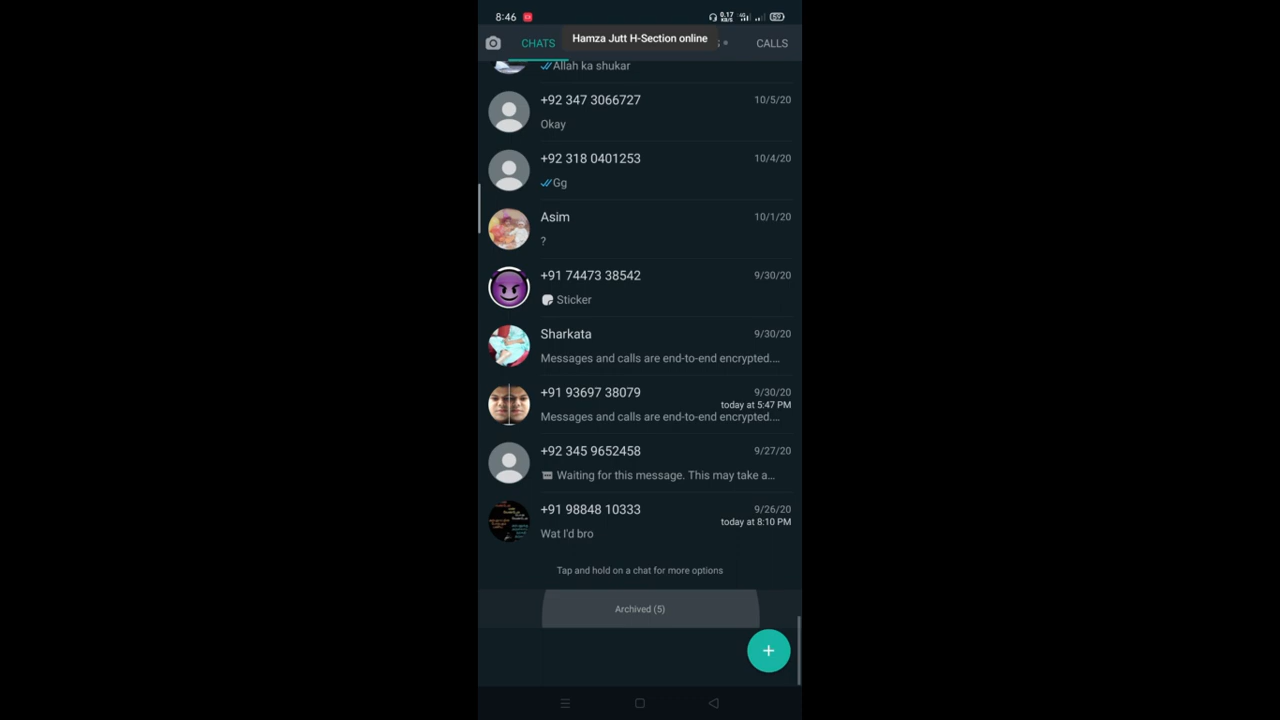 8:46
0.17
KB/S
4G
59
CHATS
Hamza Jutt H-Section online
S
CALLS
Allah ka shukar
+92 347 3066727
10/5/20
Okay
+92 318 0401253
10/4/20
Gg
Asim
10/1/20
?
+91 74473 38542
9/30/20
Sticker
Sharkata
9/30/20
Messages and calls are end-to-end encrypted....
+91 93697 38079
9/30/20
today at 5:47 PM
Messages and calls are end-to-end encrypted....
+92 345 9652458
9/27/20
Waiting for this message. This may take a...
+91 98848 10333
9/26/20
today at 8:10 PM
Wat I'd bro
Tap and hold on a chat for more options
Archived (5)